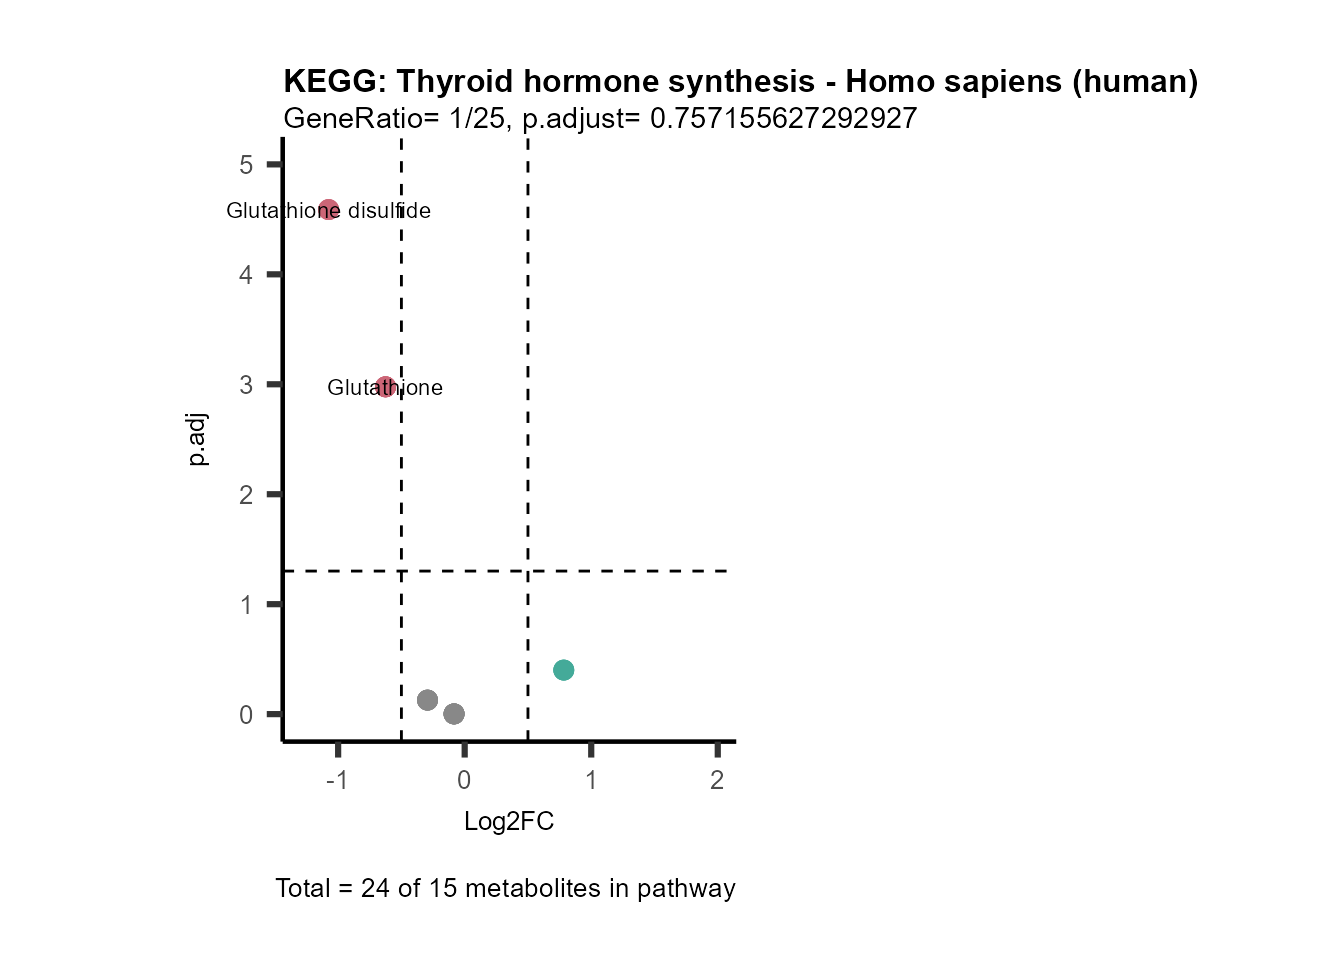 KEGG: Thyroid hormone synthesis - Homo sapiens (human)
GeneRatio= 1/25, p.adjust= 0.757155627292927
5
Glutathione disulfide
4
3
Glutathione
p.adj
2
1
0
-1 0 1 2
Log2FC
Total = 24 of 15 metabolites in pathway